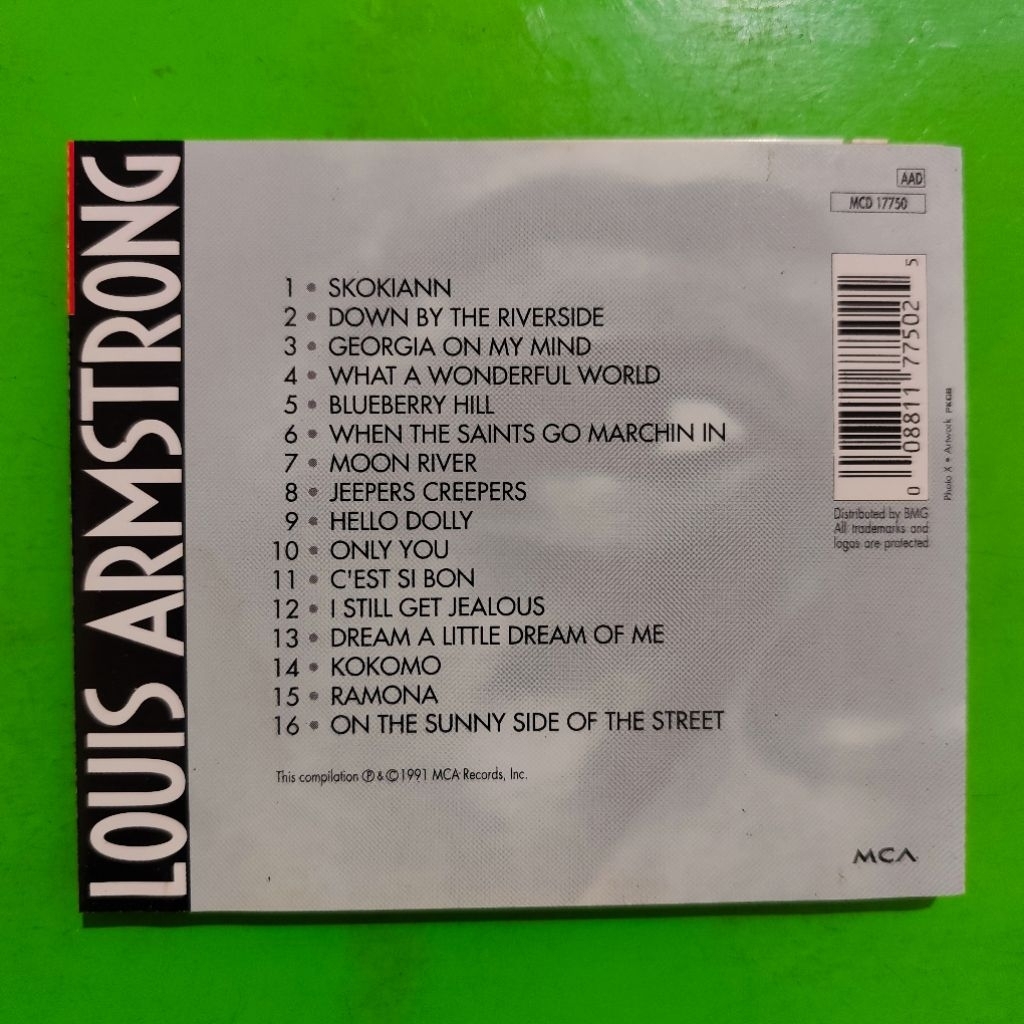 LOUIS ARMSTRONG
AAD
MCD 17750
1 • SKOKIANN
2 • DOWN BY THE RIVERSIDE
3 • GEORGIA ON MY MIND
4 • WHAT A WONDERFUL WORLD
5 • BLUEBERRY HILL
6 • WHEN THE SAINTS GO MARCHIN IN
7 • MOON RIVER
8 • JEEPERS CREEPERS
9 • HELLO DOLLY
10 • ONLY YOU
11 • C'EST SI BON
12 • I STILL GET JEALOUS
13 • DREAM A LITTLE DREAM OF ME
14 • KOKOMO
15 • RAMONA
16 • ON THE SUNNY SIDE OF THE STREET
This compilation ℗ & © 1991 MCA Records, Inc.
0 08811 77502 5
Photo X • Artwork PKGB
Distributed by BMG
All trademarks and
logos are protected
MCA